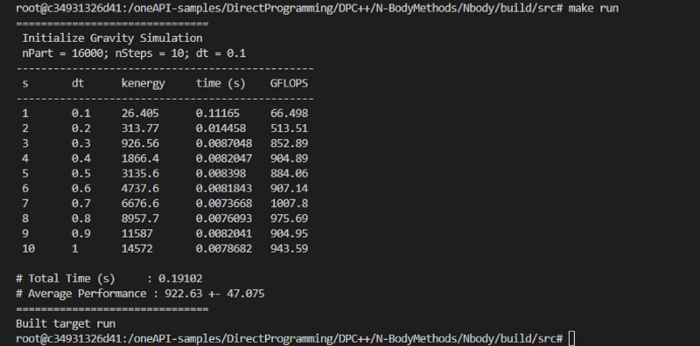 root@c34931326d41:/oneAPI-samples/DirectProgramming/DPC++/N-BodyMethods/Nbody/build/src# make run
===============================
Initialize Gravity Simulation
nPart = 16000; nSteps = 10; dt = 0.1
------------------------------------------------
s dt kenergy time (s) GFLOPS
------------------------------------------------
1 0.1 26.405 0.11165 66.498
2 0.2 313.77 0.014458 513.51
3 0.3 926.56 0.0087048 852.89
4 0.4 1866.4 0.0082047 904.89
5 0.5 3135.6 0.008398 884.06
6 0.6 4737.6 0.0081843 907.14
7 0.7 6676.6 0.0073668 1007.8
8 0.8 8957.7 0.0076093 975.69
9 0.9 11587 0.0082041 904.95
10 1 14572 0.0078682 943.59
# Total Time (s) : 0.19102
# Average Performance : 922.63 +- 47.075
===============================
Built target run
root@c34931326d41:/oneAPI-samples/DirectProgramming/DPC++/N-BodyMethods/Nbody/build/src#